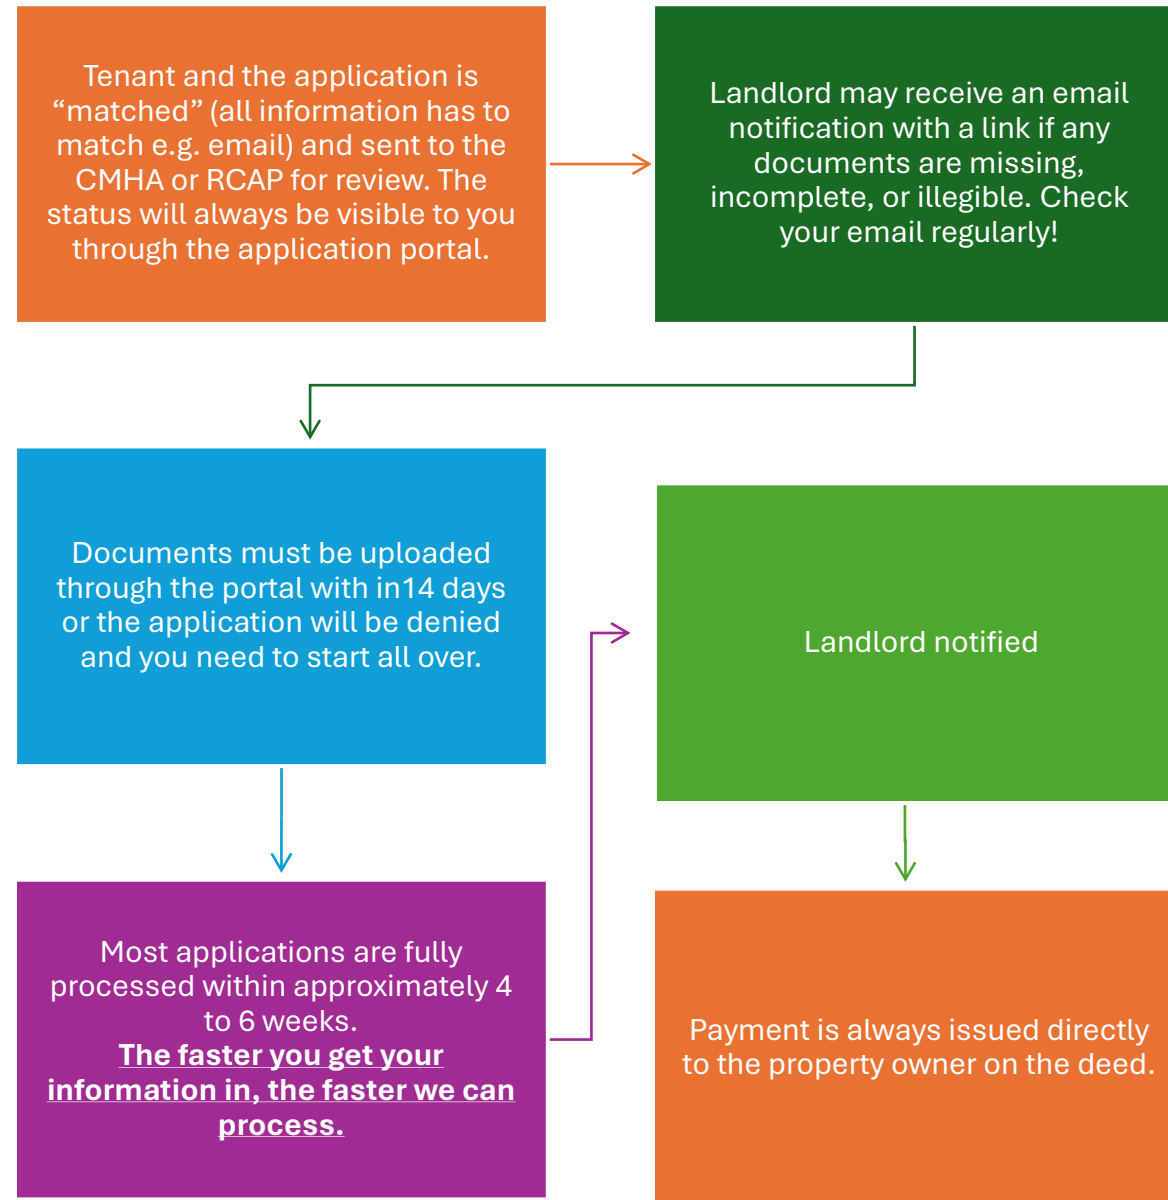 Tenant and the application is
“matched” (all information has to
match e.g. email) and sent to the
CMHA or RCAP for review. The
status will always be visible to you
through the application portal.
Landlord may receive an email
notification with a link if any
documents are missing,
incomplete, or illegible. Check
your email regularly!
Documents must be uploaded
through the portal with in14 days
or the application will be denied
and you need to start all over.
Most applications are fully
processed within approximately 4
to 6 weeks.
The faster you get your
information in, the faster we can
process.
Landlord notified
Payment is always issued directly
to the property owner on the deed.